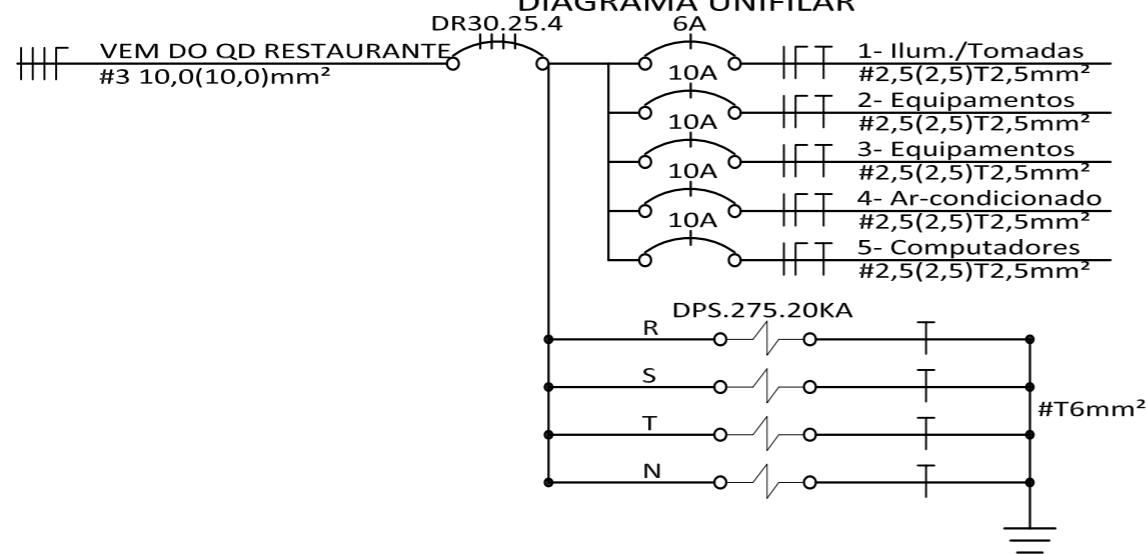 DIAGRAMA UNIFILAR
DR30.25.4
VEM DO QD RESTAURANTE
#3 10,0(10,0)mm²
6A
1- Ilum./Tomadas
#2,5(2,5)T2,5mm²
10A
2- Equipamentos
#2,5(2,5)T2,5mm²
10A
3- Equipamentos
#2,5(2,5)T2,5mm²
10A
4- Ar-condicionado
#2,5(2,5)T2,5mm²
10A
5- Computadores
#2,5(2,5)T2,5mm²
DPS.275.20KA
R
S
T
N
#T6mm²